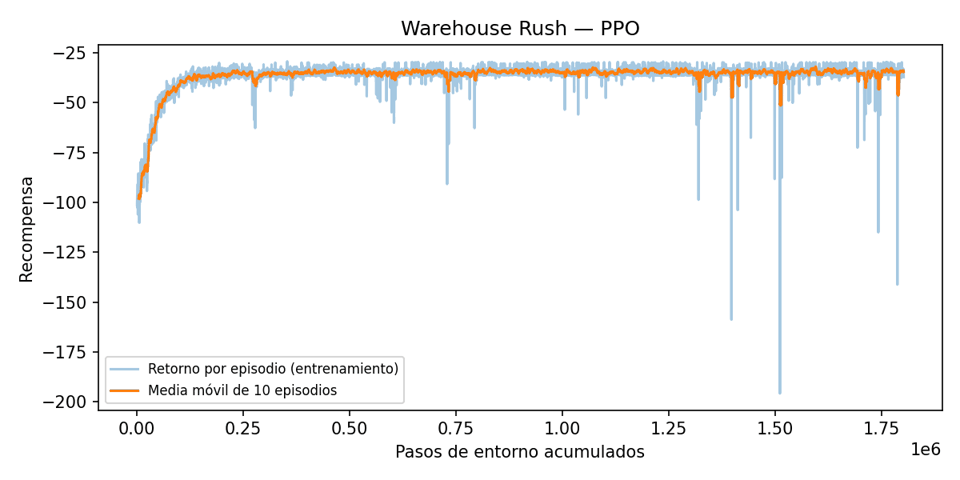 Warehouse Rush — PPO
Recompensa
−25
−50
−75
−100
−125
−150
−175
−200
Retorno por episodio (entrenamiento)
Media móvil de 10 episodios
0.00 0.25 0.50 0.75 1.00 1.25 1.50 1.75
1e6
Pasos de entorno acumulados